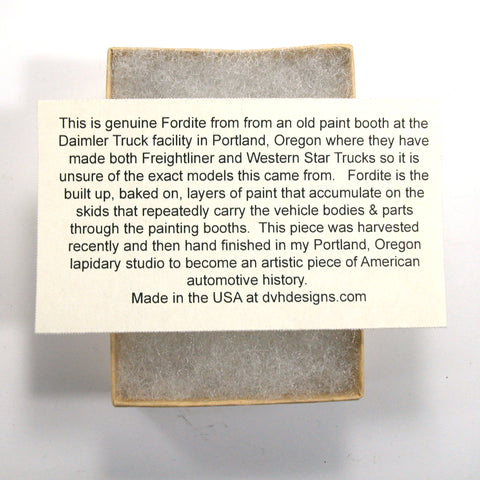 This is genuine Fordite from from an old paint booth at the
Daimler Truck facility in Portland, Oregon where they have
made both Freightliner and Western Star Trucks so it is
unsure of the exact models this came from. Fordite is the
built up, baked on, layers of paint that accumulate on the
skids that repeatedly carry the vehicle bodies & parts
through the painting booths. This piece was harvested
recently and then hand finished in my Portland, Oregon
lapidary studio to become an artistic piece of American
automotive history.
Made in the USA at dvhdesigns.com